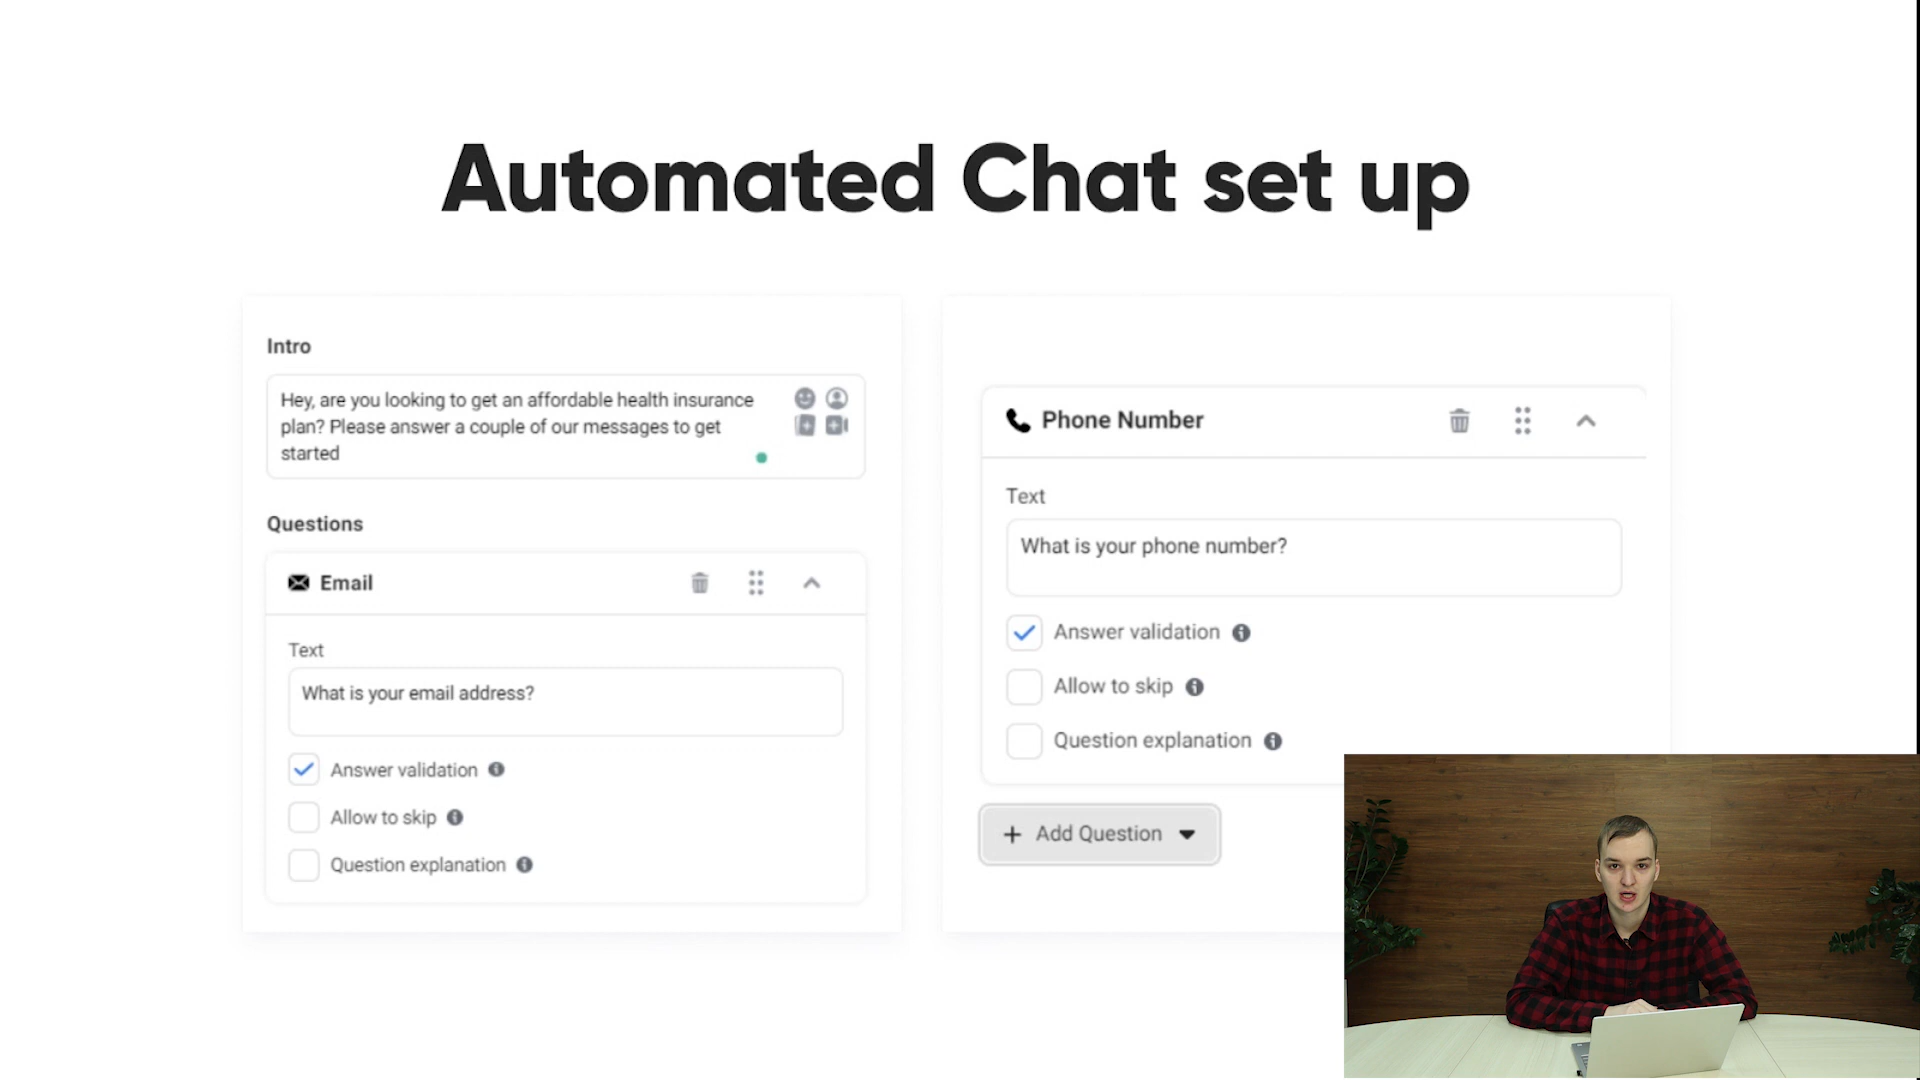 Automated Chat set up
Intro
Hey, are you looking to get an affordable health insurance
plan? Please answer a couple of our messages to get
started
Questions
Email
Text
What is your email address?
Answer validation
Allow to skip
Question explanation
Phone Number
Text
What is your phone number?
Answer validation
Allow to skip
Question explanation
+ Add Question